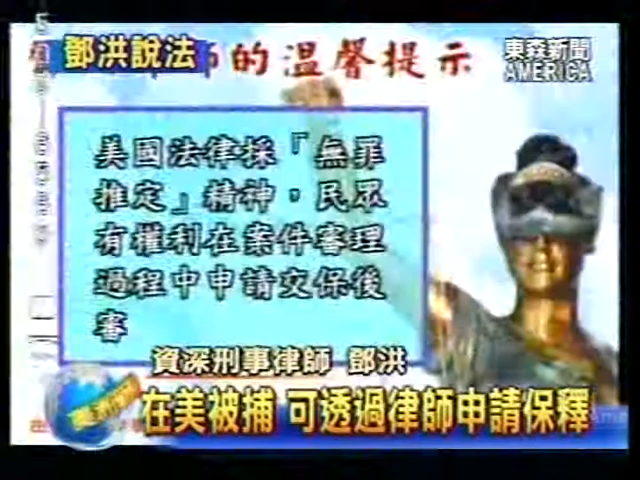 鄧洪說法
師的溫馨提示
東森新聞
AMERICA
美國法律採「無罪
推定」精神，民眾
有權利在案件審理
過程中申請交保後
審
資深刑事律師 鄧洪
在美被捕 可透過律師申請保釋